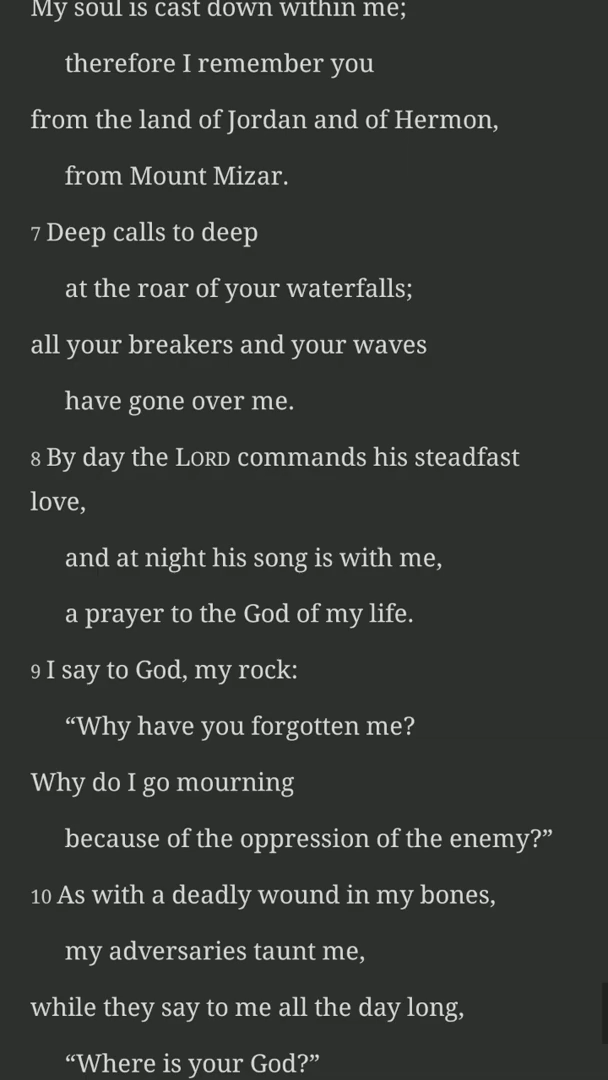 My soul is cast down within me;
therefore I remember you
from the land of Jordan and of Hermon,
from Mount Mizar.
7 Deep calls to deep
at the roar of your waterfalls;
all your breakers and your waves
have gone over me.
8 By day the LORD commands his steadfast
love,
and at night his song is with me,
a prayer to the God of my life.
9 I say to God, my rock:
“Why have you forgotten me?
Why do I go mourning
because of the oppression of the enemy?”
10 As with a deadly wound in my bones,
my adversaries taunt me,
while they say to me all the day long,
“Where is your God?”